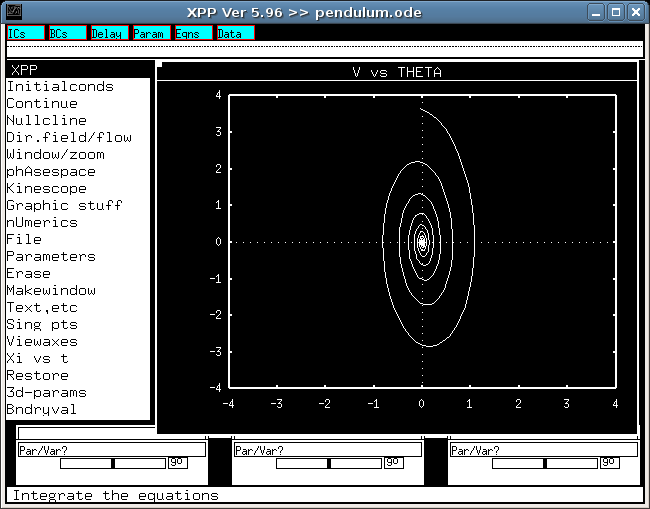 XPP Ver 5.96 >> pendulum.ode
ICs BCs Delay Param Eqns Data
XPP
Initialconds
Continue
Nullcline
Dir.field/flow
Window/zoom
phAsespace
Kinescope
Graphic stuff
nUmerics
File
Parameters
Erase
Makewindow
Text,etc
Sing pts
Viewaxes
Xi vs t
Restore
3d-params
Bndryval
V vs THETA
4
3
2
1
0
-1
-2
-3
-4
-4 -3 -2 -1 0 1 2 3 4
Par/Var? Par/Var? Par/Var?
go go go
Integrate the equations